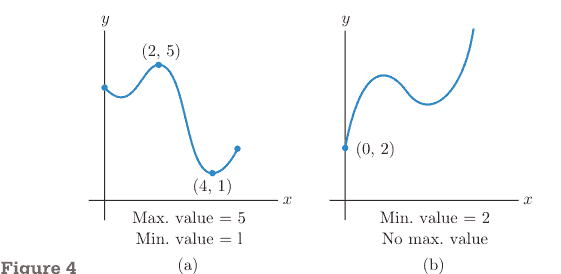 y
(2, 5)
(4, 1)
x
Max. value = 5
Min. value = 1
(a)
y
(0, 2)
x
Min. value = 2
No max. value
(b)
Figure 4